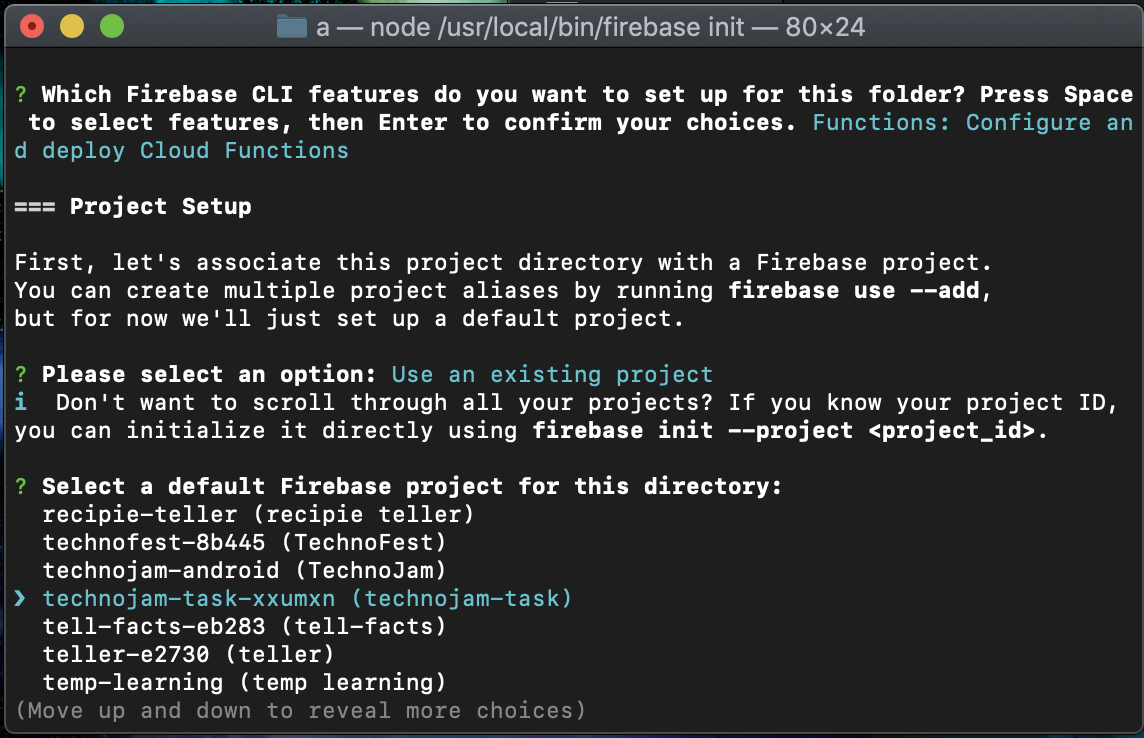 a — node /usr/local/bin/firebase init — 80×24
? Which Firebase CLI features do you want to set up for this folder? Press Space
to select features, then Enter to confirm your choices. Functions: Configure an
d deploy Cloud Functions
=== Project Setup
First, let's associate this project directory with a Firebase project.
You can create multiple project aliases by running firebase use --add,
but for now we'll just set up a default project.
? Please select an option: Use an existing project
i  Don't want to scroll through all your projects? If you know your project ID,
you can initialize it directly using firebase init --project <project_id>.
? Select a default Firebase project for this directory:
recipie-teller (recipie teller)
technofest-8b445 (TechnoFest)
technojam-android (TechnoJam)
❯ technojam-task-xxumxn (technojam-task)
tell-facts-eb283 (tell-facts)
teller-e2730 (teller)
temp-learning (temp learning)
(Move up and down to reveal more choices)